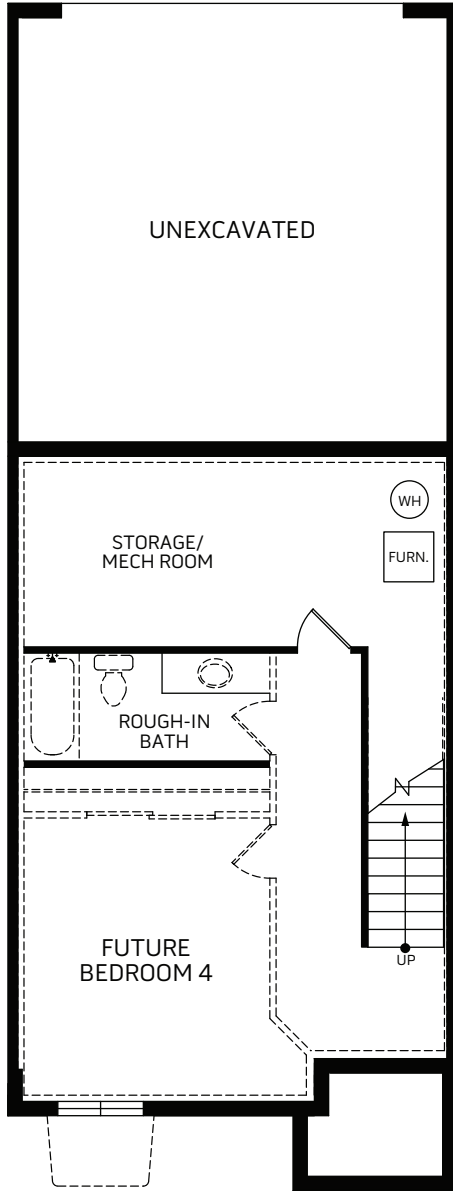 UNEXCAVATED
WH
FURN.
STORAGE/
MECH ROOM
ROUGH-IN
BATH
FUTURE
BEDROOM 4
UP